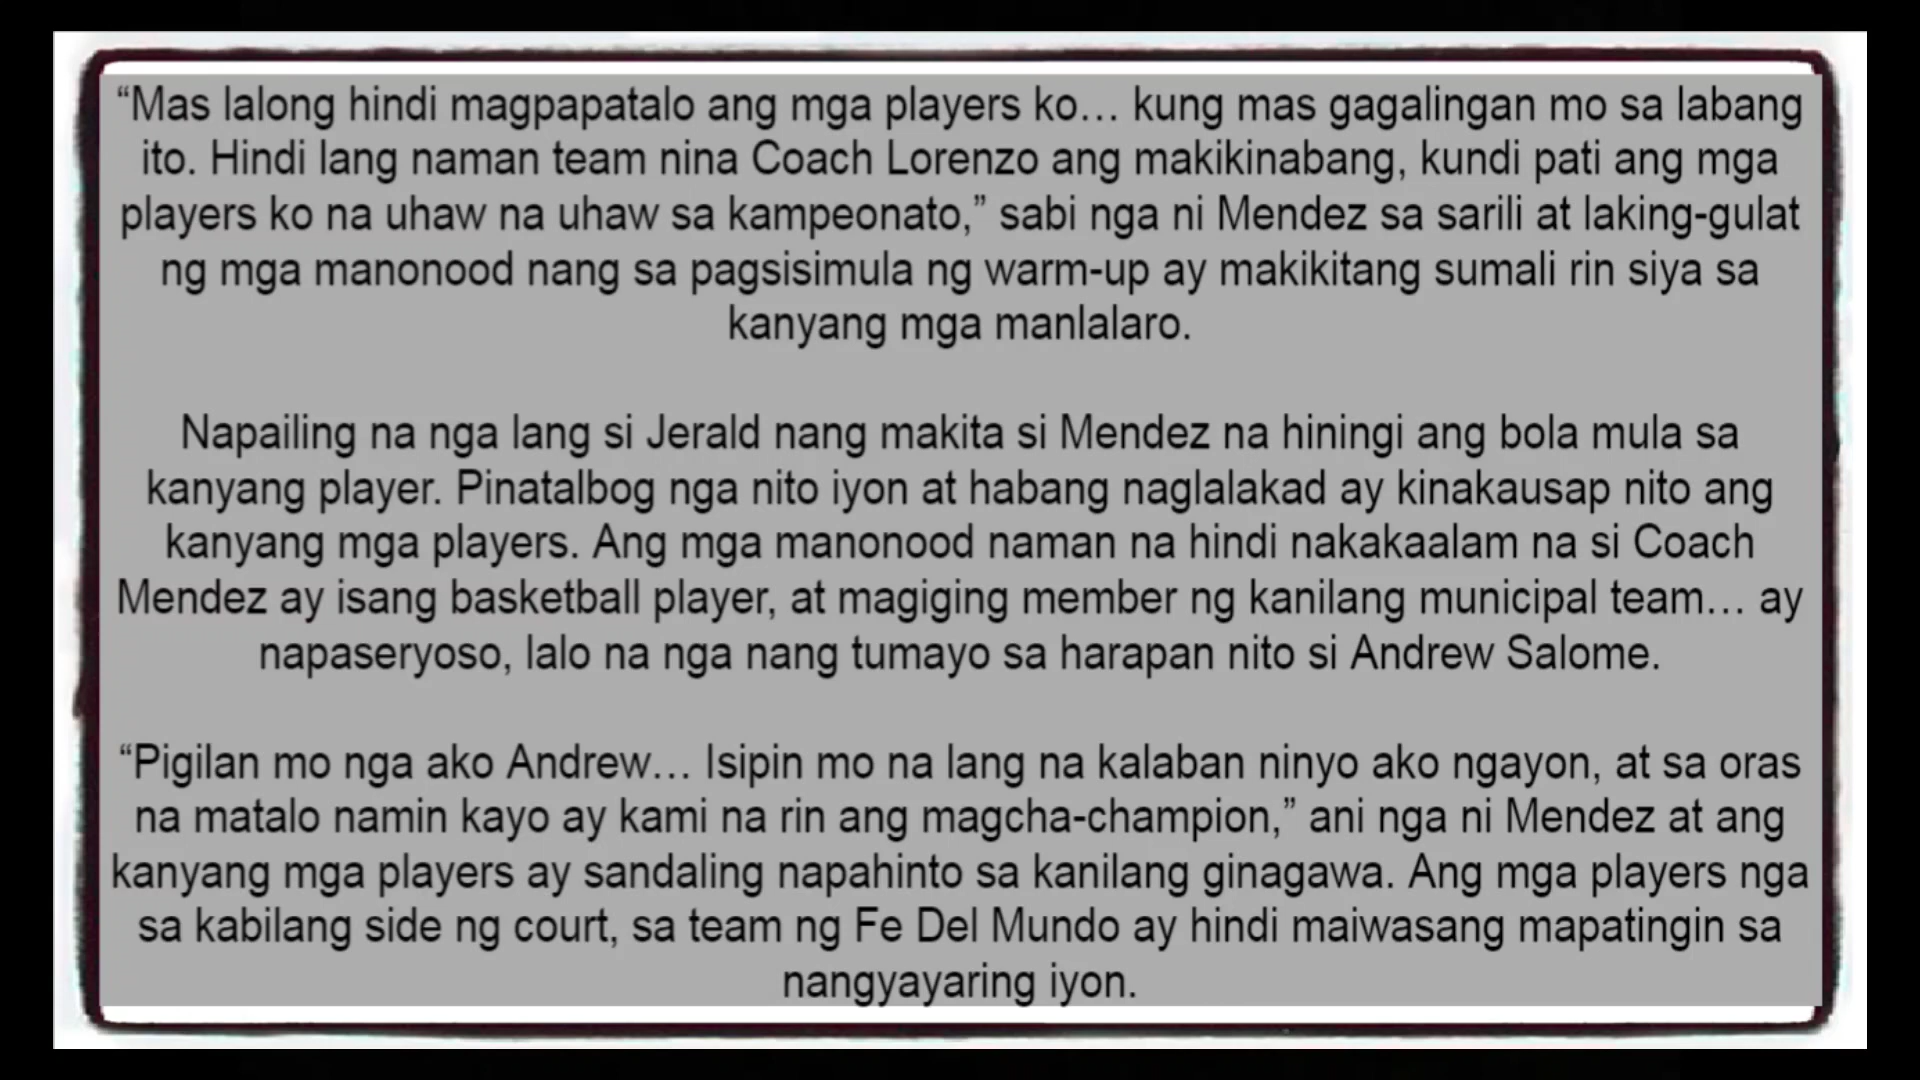 “Mas lalong hindi magpapatalo ang mga players ko… kung mas gagalingan mo sa labang
ito. Hindi lang naman team nina Coach Lorenzo ang makikinabang, kundi pati ang mga
players ko na uhaw na uhaw sa kampeonato,” sabi nga ni Mendez sa sarili at laking-gulat
ng mga manonood nang sa pagsisimula ng warm-up ay makikitang sumali rin siya sa
kanyang mga manlalaro.
Napailing na nga lang si Jerald nang makita si Mendez na hiningi ang bola mula sa
kanyang player. Pinatalbog nga nito iyon at habang naglalakad ay kinakausap nito ang
kanyang mga players. Ang mga manonood naman na hindi nakakaalam na si Coach
Mendez ay isang basketball player, at magiging member ng kanilang municipal team… ay
napaseryoso, lalo na nga nang tumayo sa harapan nito si Andrew Salome.
“Pigilan mo nga ako Andrew… Isipin mo na lang na kalaban ninyo ako ngayon, at sa oras
na matalo namin kayo ay kami na rin ang magcha-champion,” ani nga ni Mendez at ang
kanyang mga players ay sandaling napahinto sa kanilang ginagawa. Ang mga players nga
sa kabilang side ng court, sa team ng Fe Del Mundo ay hindi maiwasang mapatingin sa
nangyayaring iyon.